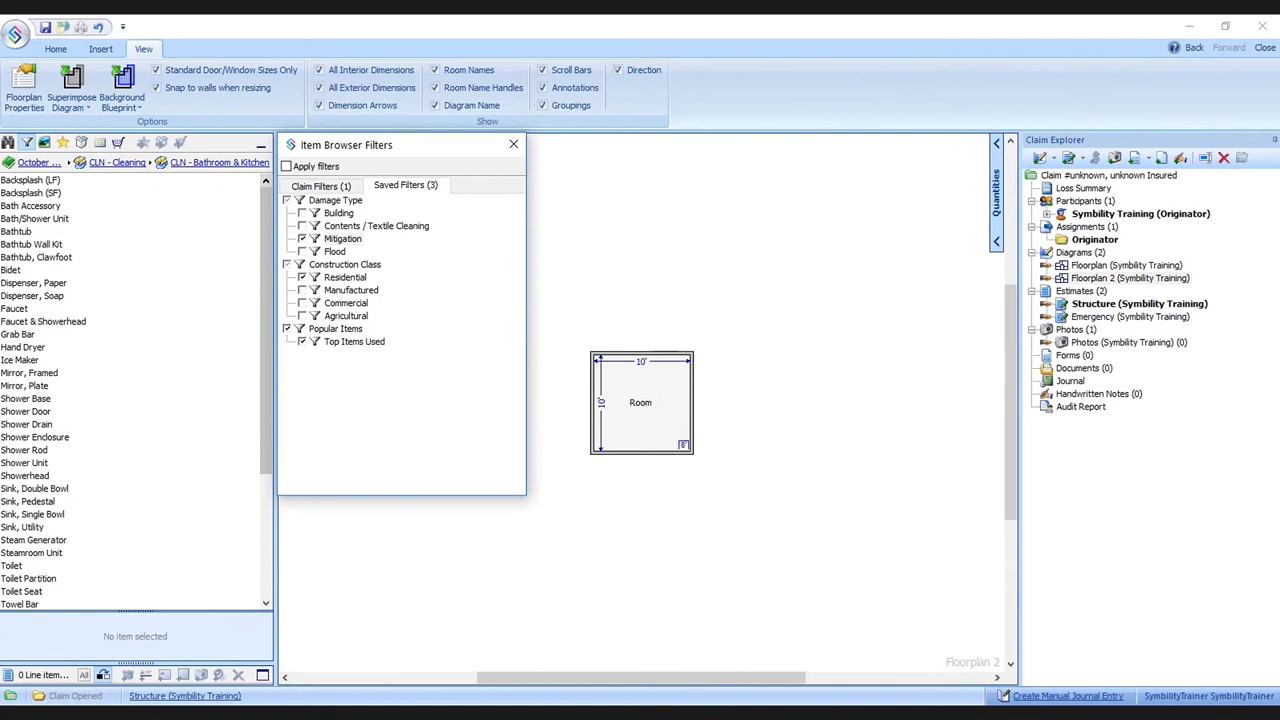 Home
Insert
View
Back
Forward
Close
Floorplan Properties
Superimpose Diagram
Background Blueprint
Standard Door/Window Sizes Only
Snap to walls when resizing
Options
All Interior Dimensions
All Exterior Dimensions
Dimension Arrows
Room Names
Room Name Handles
Diagram Name
Scroll Bars
Annotations
Groupings
Direction
Show
October ...
CLN - Cleaning
CLN - Bathroom & Kitchen
Backsplash (LF)
Backsplash (SF)
Bath Accessory
Bath/Shower Unit
Bathtub
Bathtub Wall Kit
Bathtub, Clawfoot
Bidet
Dispenser, Paper
Dispenser, Soap
Faucet
Faucet & Showerhead
Grab Bar
Hand Dryer
Ice Maker
Mirror, Framed
Mirror, Plate
Shower Base
Shower Door
Shower Drain
Shower Enclosure
Shower Rod
Shower Unit
Showerhead
Sink, Double Bowl
Sink, Pedestal
Sink, Single Bowl
Sink, Utility
Steam Generator
Steamroom Unit
Toilet
Toilet Partition
Toilet Seat
Towel Bar
No item selected
0 Line item...
All
Item Browser Filters
Apply filters
Claim Filters (1)
Saved Filters (3)
Damage Type
Building
Contents / Textile Cleaning
Mitigation
Flood
Construction Class
Residential
Manufactured
Commercial
Agricultural
Popular Items
Top Items Used
10'
10'
Room
8'
Floorplan 2
Quantities
Claim Explorer
Claim #unknown, unknown Insured
Loss Summary
Participants (1)
Symbility Training (Originator)
Assignments (1)
Originator
Diagrams (2)
Floorplan (Symbility Training)
Floorplan 2 (Symbility Training)
Estimates (2)
Structure (Symbility Training)
Emergency (Symbility Training)
Photos (1)
Photos (Symbility Training) (0)
Forms (0)
Documents (0)
Journal
Handwritten Notes (0)
Audit Report
Claim Opened
Structure (Symbility Training)
Create Manual Journal Entry
SymbilityTrainer SymbilityTrainer